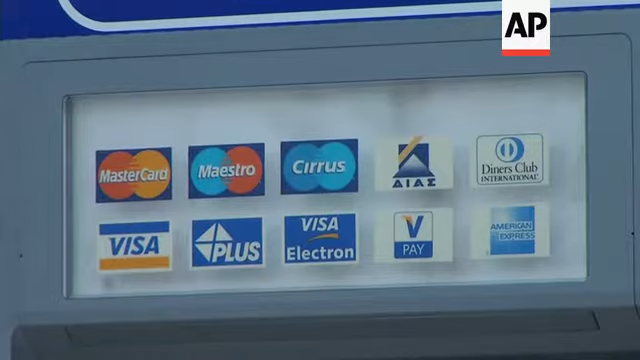 AP
MasterCard
Maestro
Cirrus
ΔΙΑΣ
Diners Club
INTERNATIONAL
VISA
PLUS
VISA
Electron
V
PAY
AMERICAN
EXPRESS